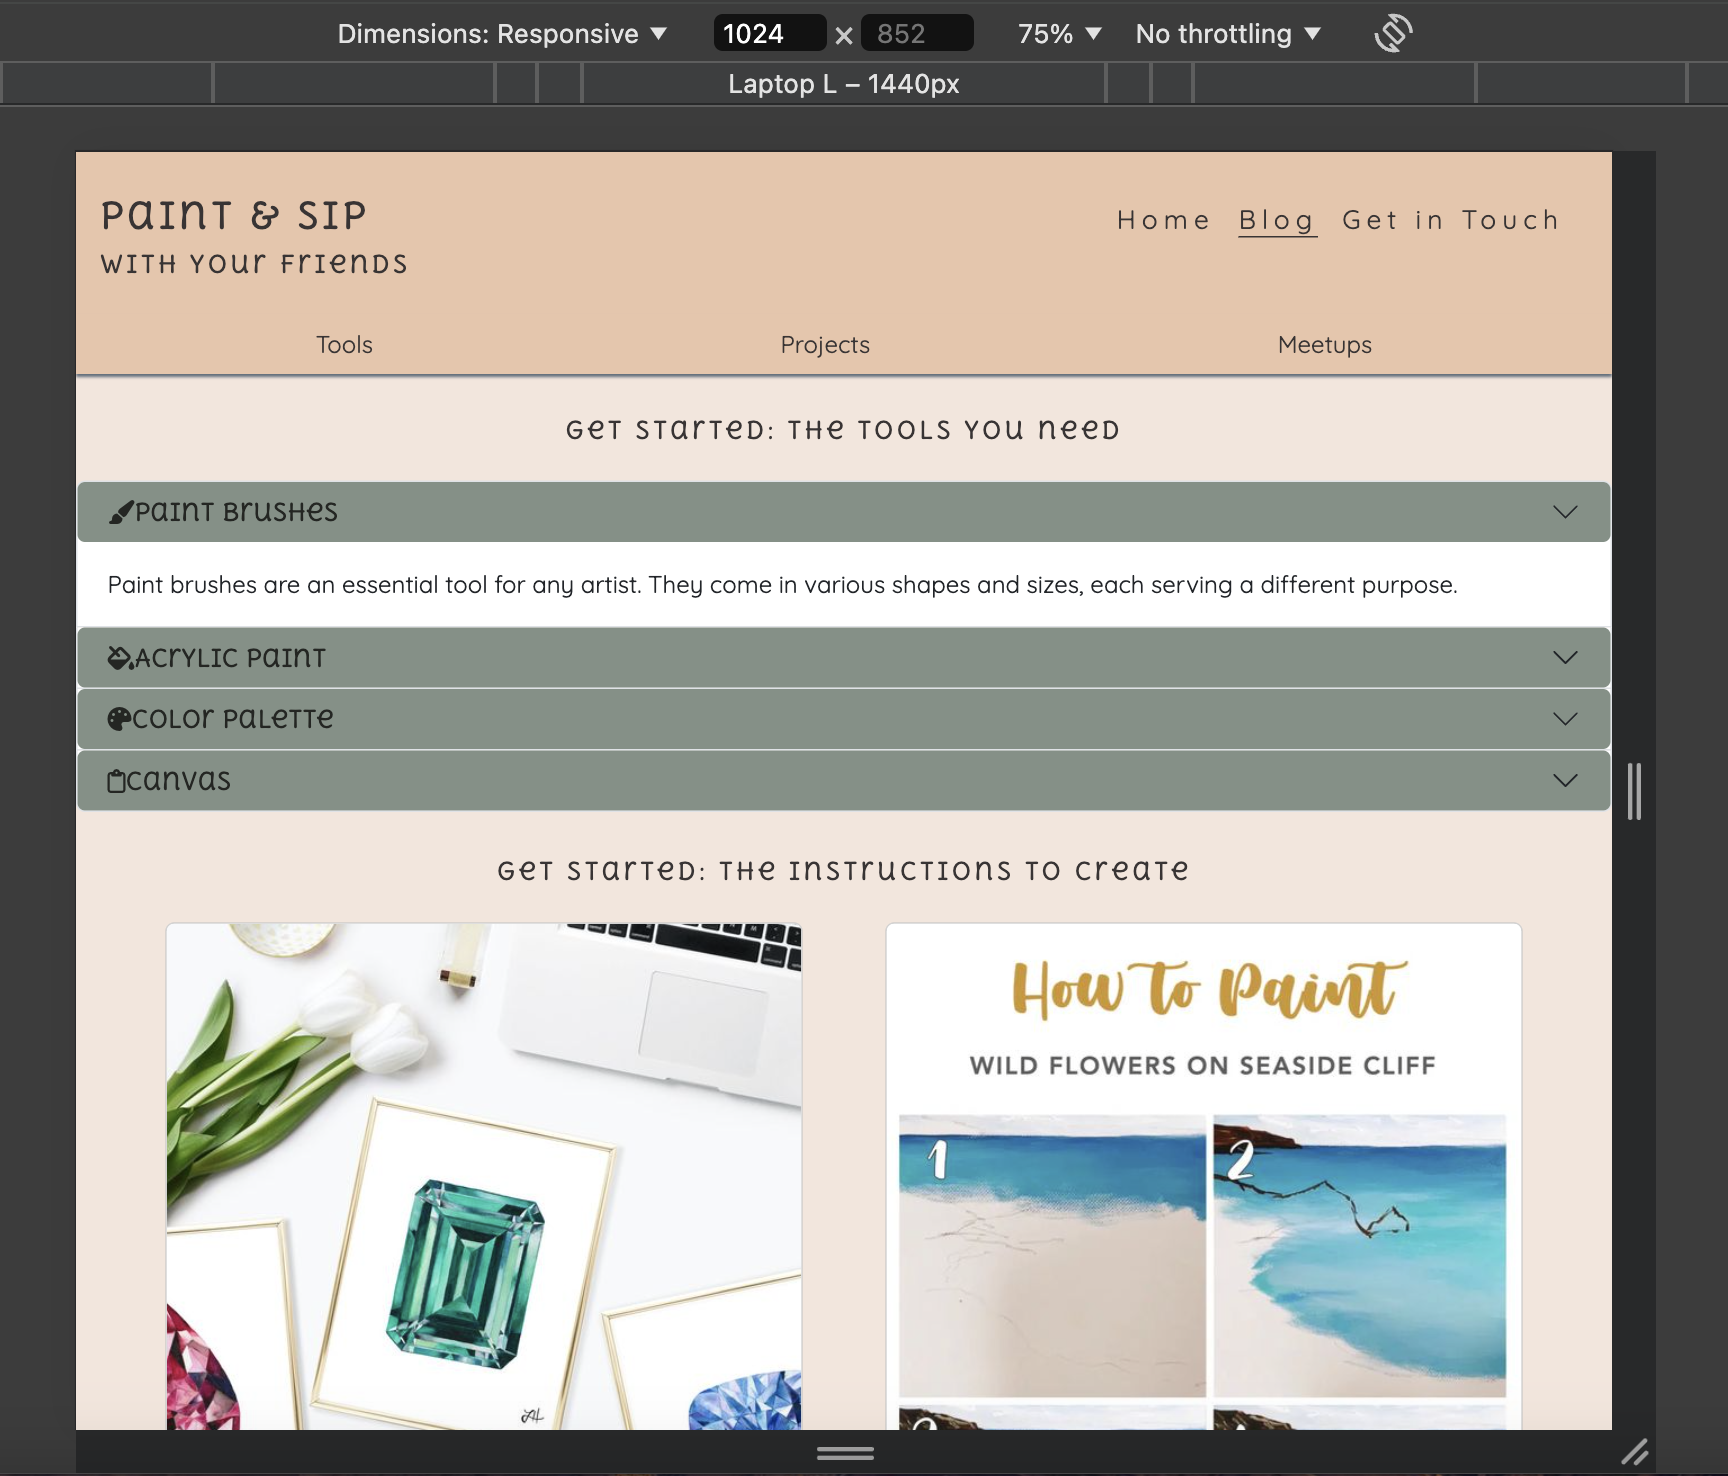 Dimensions: Responsive ▼ 1024 × 852 75% ▼ No throttling ▼
Laptop L – 1440px
Paint & Sip
Home Blog Get in Touch
with your friends
Tools Projects Meetups
Get Started: The Tools You Need
Paint Brushes
Paint brushes are an essential tool for any artist. They come in various shapes and sizes, each serving a different purpose.
Acrylic Paint
Color Palette
Canvas
Get Started: The Instructions to Create
How to Paint
WILD FLOWERS ON SEASIDE CLIFF
1 2